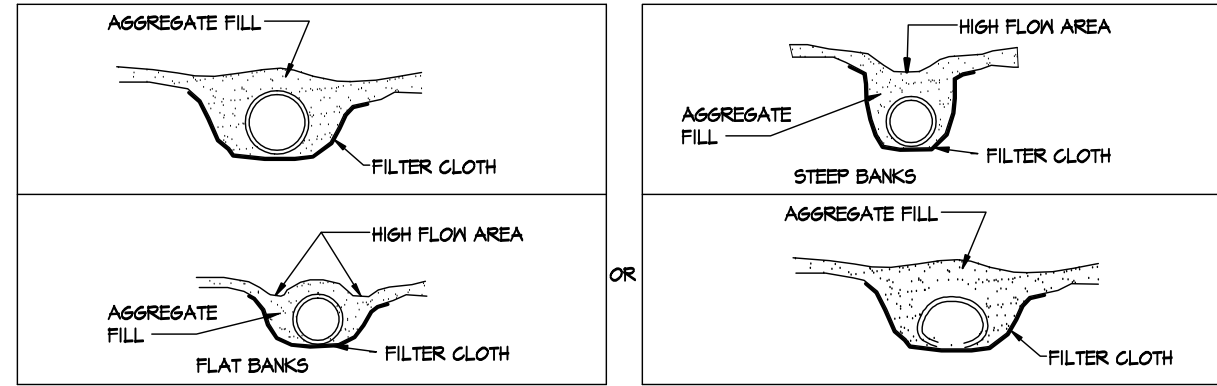 AGGREGATE FILL
FILTER CLOTH
HIGH FLOW AREA
AGGREGATE
FILL
FILTER CLOTH
STEEP BANKS
HIGH FLOW AREA
AGGREGATE
FILL
FILTER CLOTH
FLAT BANKS
OR
AGGREGATE FILL
FILTER CLOTH